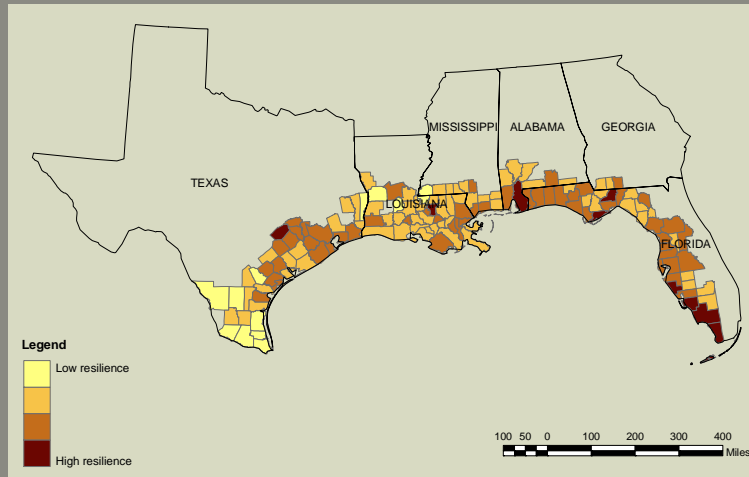 MISSISSIPPI
ALABAMA
GEORGIA
TEXAS
LOUISIANA
FLORIDA
Legend
Low resilience
High resilience
100 50 0 100 200 300 400
Miles